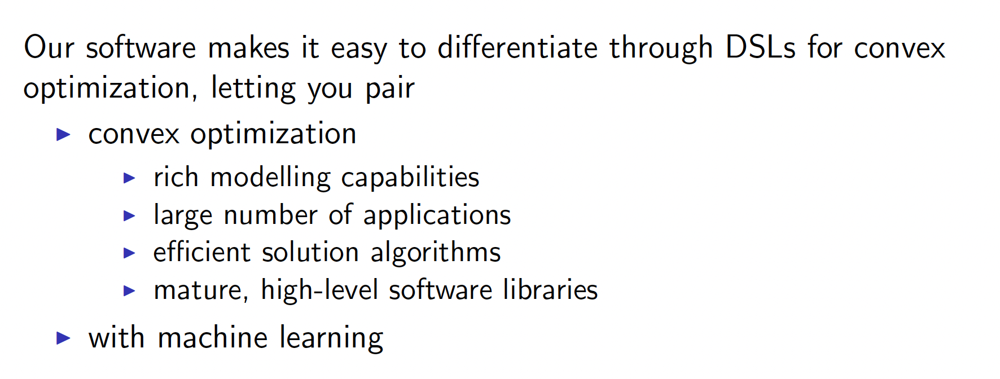 Our software makes it easy to differentiate through DSLs for convex
optimization, letting you pair
▶ convex optimization
▶ rich modelling capabilities
▶ large number of applications
▶ efficient solution algorithms
▶ mature, high-level software libraries
▶ with machine learning